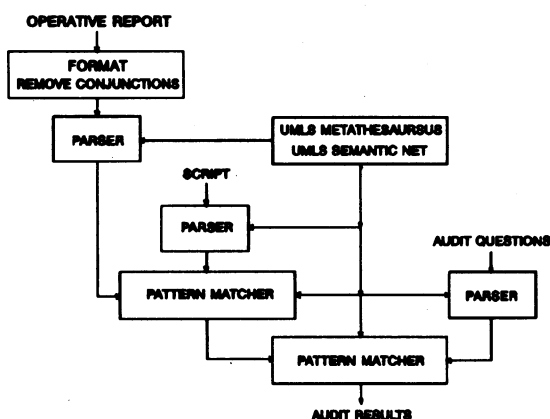 OPERATIVE REPORT
FORMAT
REMOVE CONJUNCTIONS
PARSER
UMLS METATHESAURSUS
UMLS SEMANTIC NET
SCRIPT
PARSER
AUDIT QUESTIONS
PATTERN MATCHER
PARSER
PATTERN MATCHER
AUDIT RESULTS